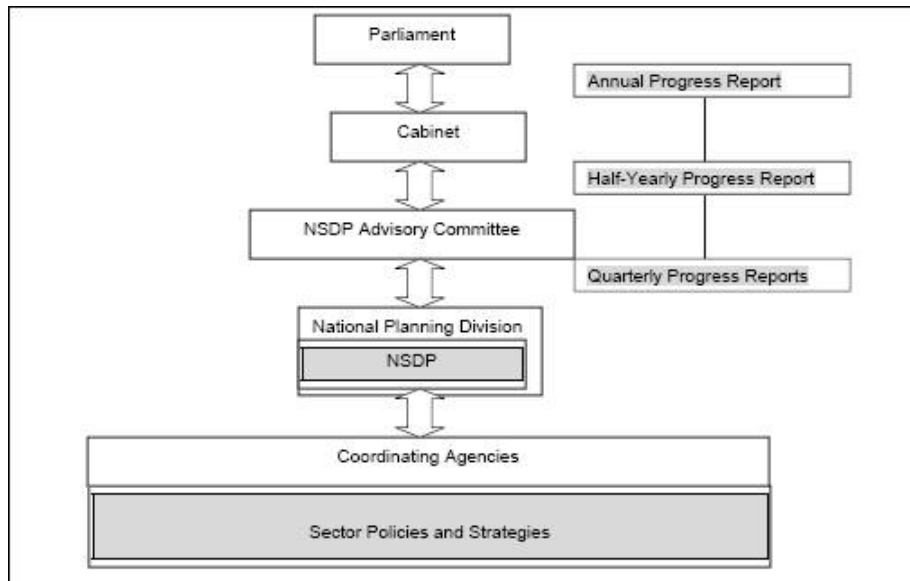 Parliament
Annual Progress Report
Cabinet
Half-Yearly Progress Report
NSDP Advisory Committee
Quarterly Progress Reports
National Planning Division
NSDP
Coordinating Agencies
Sector Policies and Strategies